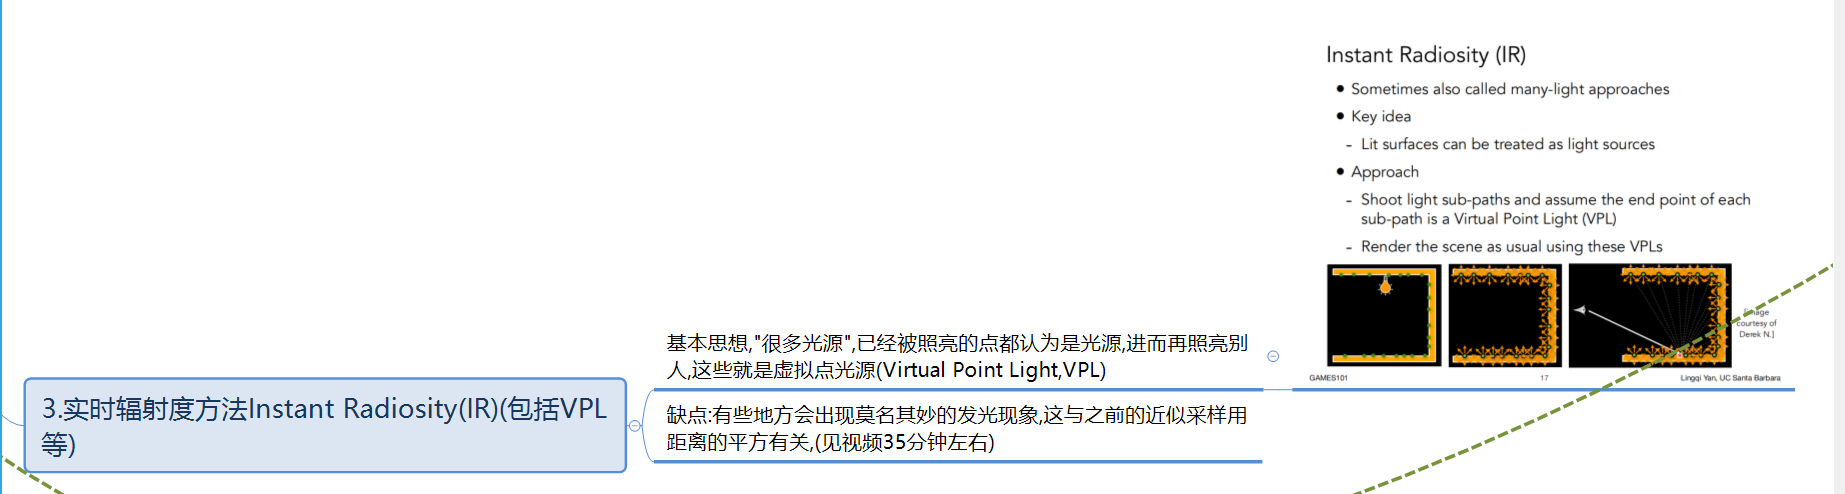 3.实时辐射度方法Instant Radiosity(IR)(包括VPL
等)
基本思想,"很多光源",已经被照亮的点都认为是光源,进而再照亮别
人,这些就是虚拟点光源(Virtual Point Light,VPL)
缺点:有些地方会出现莫名其妙的发光现象,这与之前的近似采样用
距离的平方有关,(见视频35分钟左右)
Instant Radiosity (IR)
● Sometimes also called many-light approaches
● Key idea
- Lit surfaces can be treated as light sources
● Approach
- Shoot light sub-paths and assume the end point of each
sub-path is a Virtual Point Light (VPL)
- Render the scene as usual using these VPLs
[Image
courtesy of
Derek N.]
GAMES101
17
Lingqi Yan, UC Santa Barbara